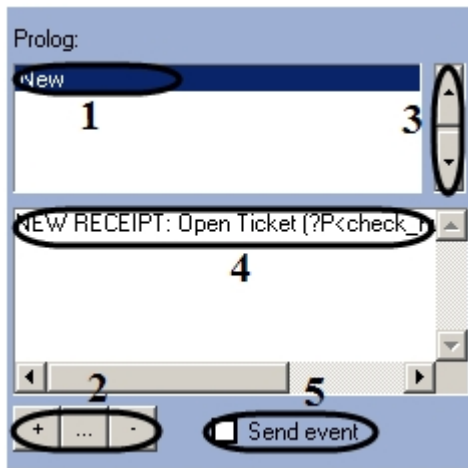 Prolog:
New
1
3
NEW RECEIPT: Open Ticket (?P<check_
4
2
5
+ ... -
Send event